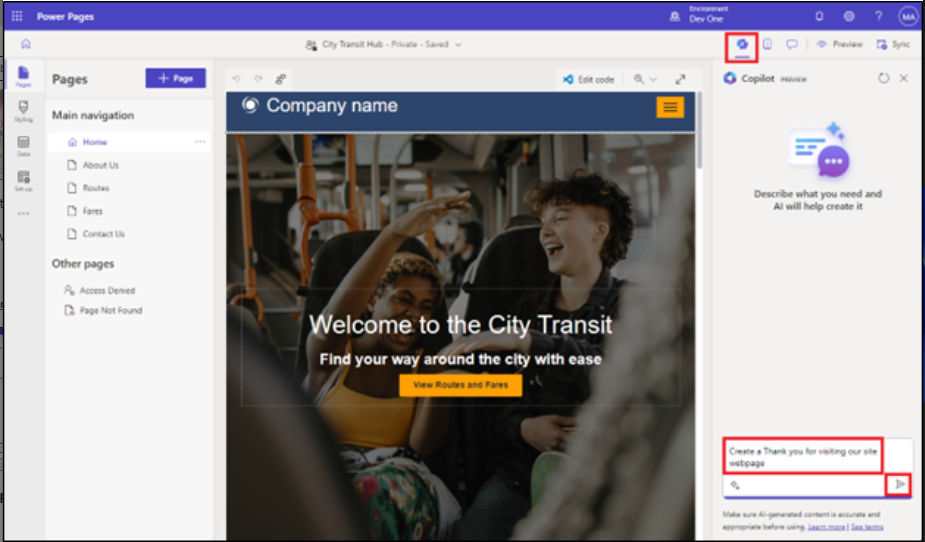 Power Pages
Environment
Dev One
MA
City Transit Hub - Private - Saved
Preview
Sync
Pages
Styling
Data
Set up
Pages
+ Page
Main navigation
Home
About Us
Routes
Fares
Contact Us
Other pages
Access Denied
Page Not Found
Edit code
Company name
Welcome to the City Transit
Find your way around the city with ease
View Routes and Fares
Copilot PREVIEW
Describe what you need and
AI will help create it
Create a Thank you for visiting our site
webpage
Make sure AI-generated content is accurate and
appropriate before using. Learn more | See terms